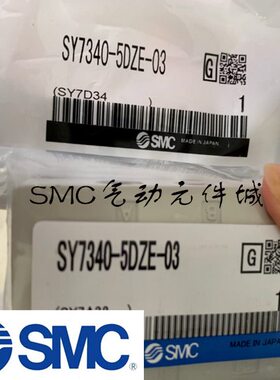 SY7340-5DZE-03
G
(SY7D34 )
1
SMC
MADE IN JAPAN
SMC气动元件城
SY7340-5DZE-03
G
1
SMC
MADE IN JAPAN
SMC®